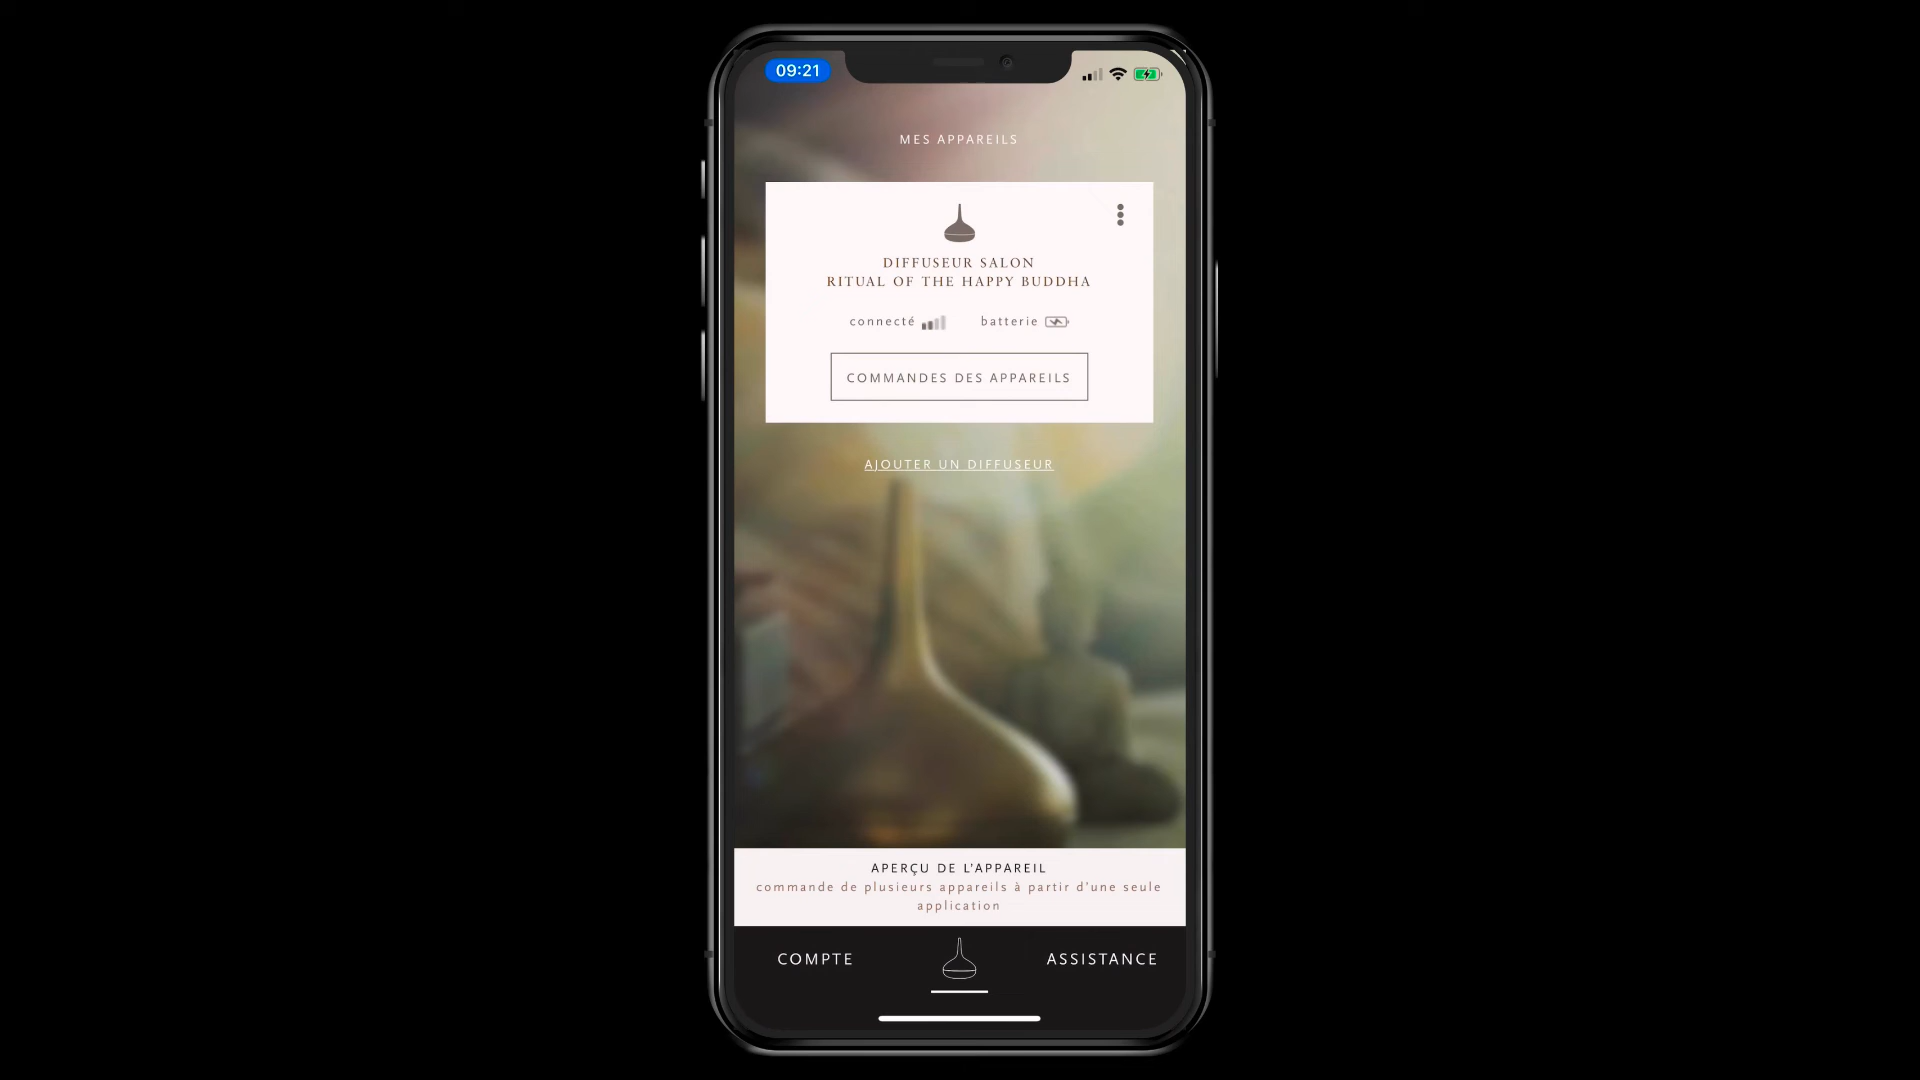 09:21
MES APPAREILS
DIFFUSEUR SALON
RITUAL OF THE HAPPY BUDDHA
connecté batterie
COMMANDES DES APPAREILS
AJOUTER UN DIFFUSEUR
APERÇU DE L'APPAREIL
commande de plusieurs appareils à partir d'une seule
application
COMPTE ASSISTANCE